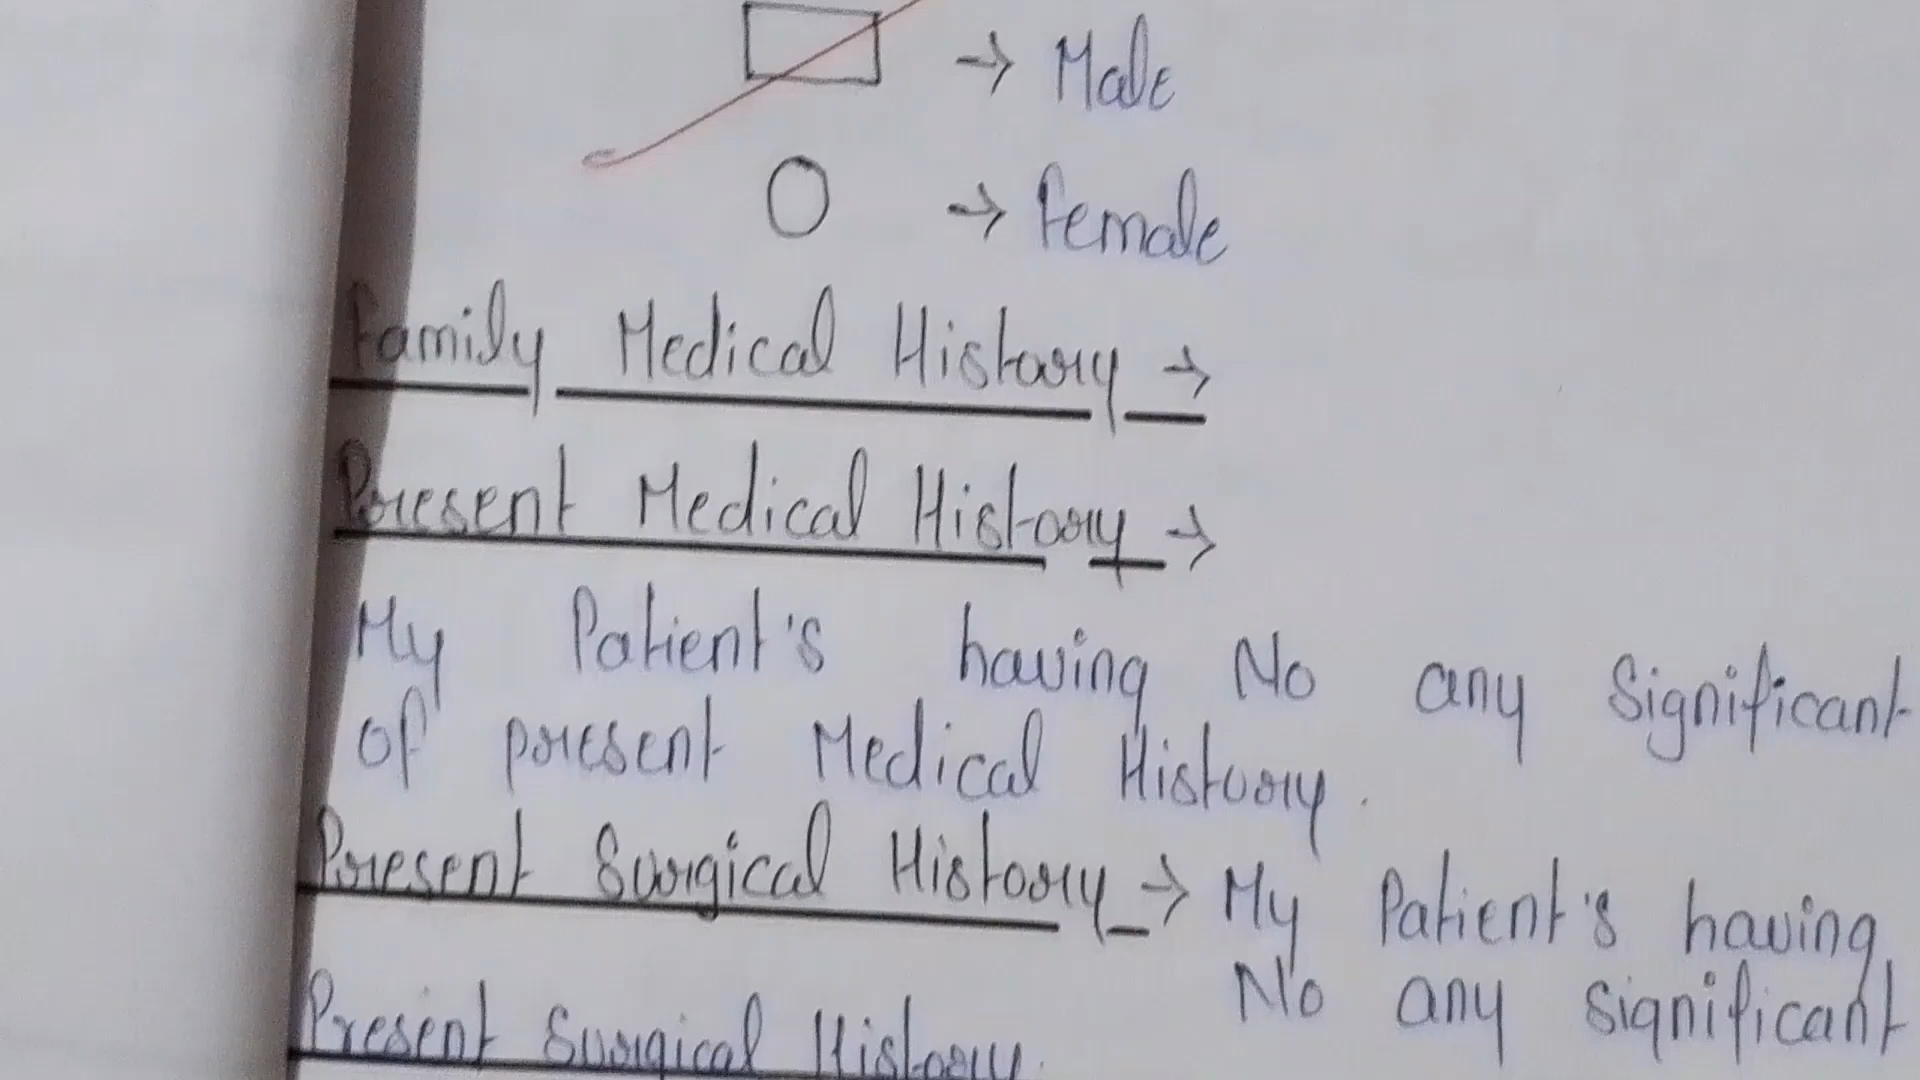 → Male
→ Female
Family Medical History →
Present Medical History →
My Patient's having No any Significant
of present Medical History.
Present Surgical History → My Patient's having
No any significant
Present Surgical History.